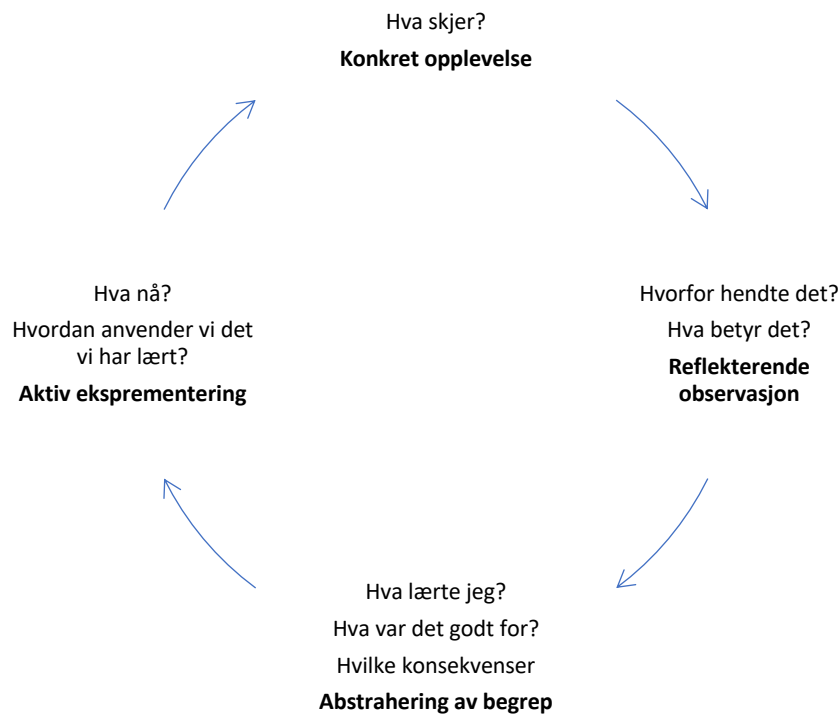 Hva skjer?
Konkret opplevelse
Hvorfor hendte det?
Hva betyr det?
Reflekterende
observasjon
Hva lærte jeg?
Hva var det godt for?
Hvilke konsekvenser
Abstrahering av begrep
Hva nå?
Hvordan anvender vi det
vi har lært?
Aktiv eksprementering